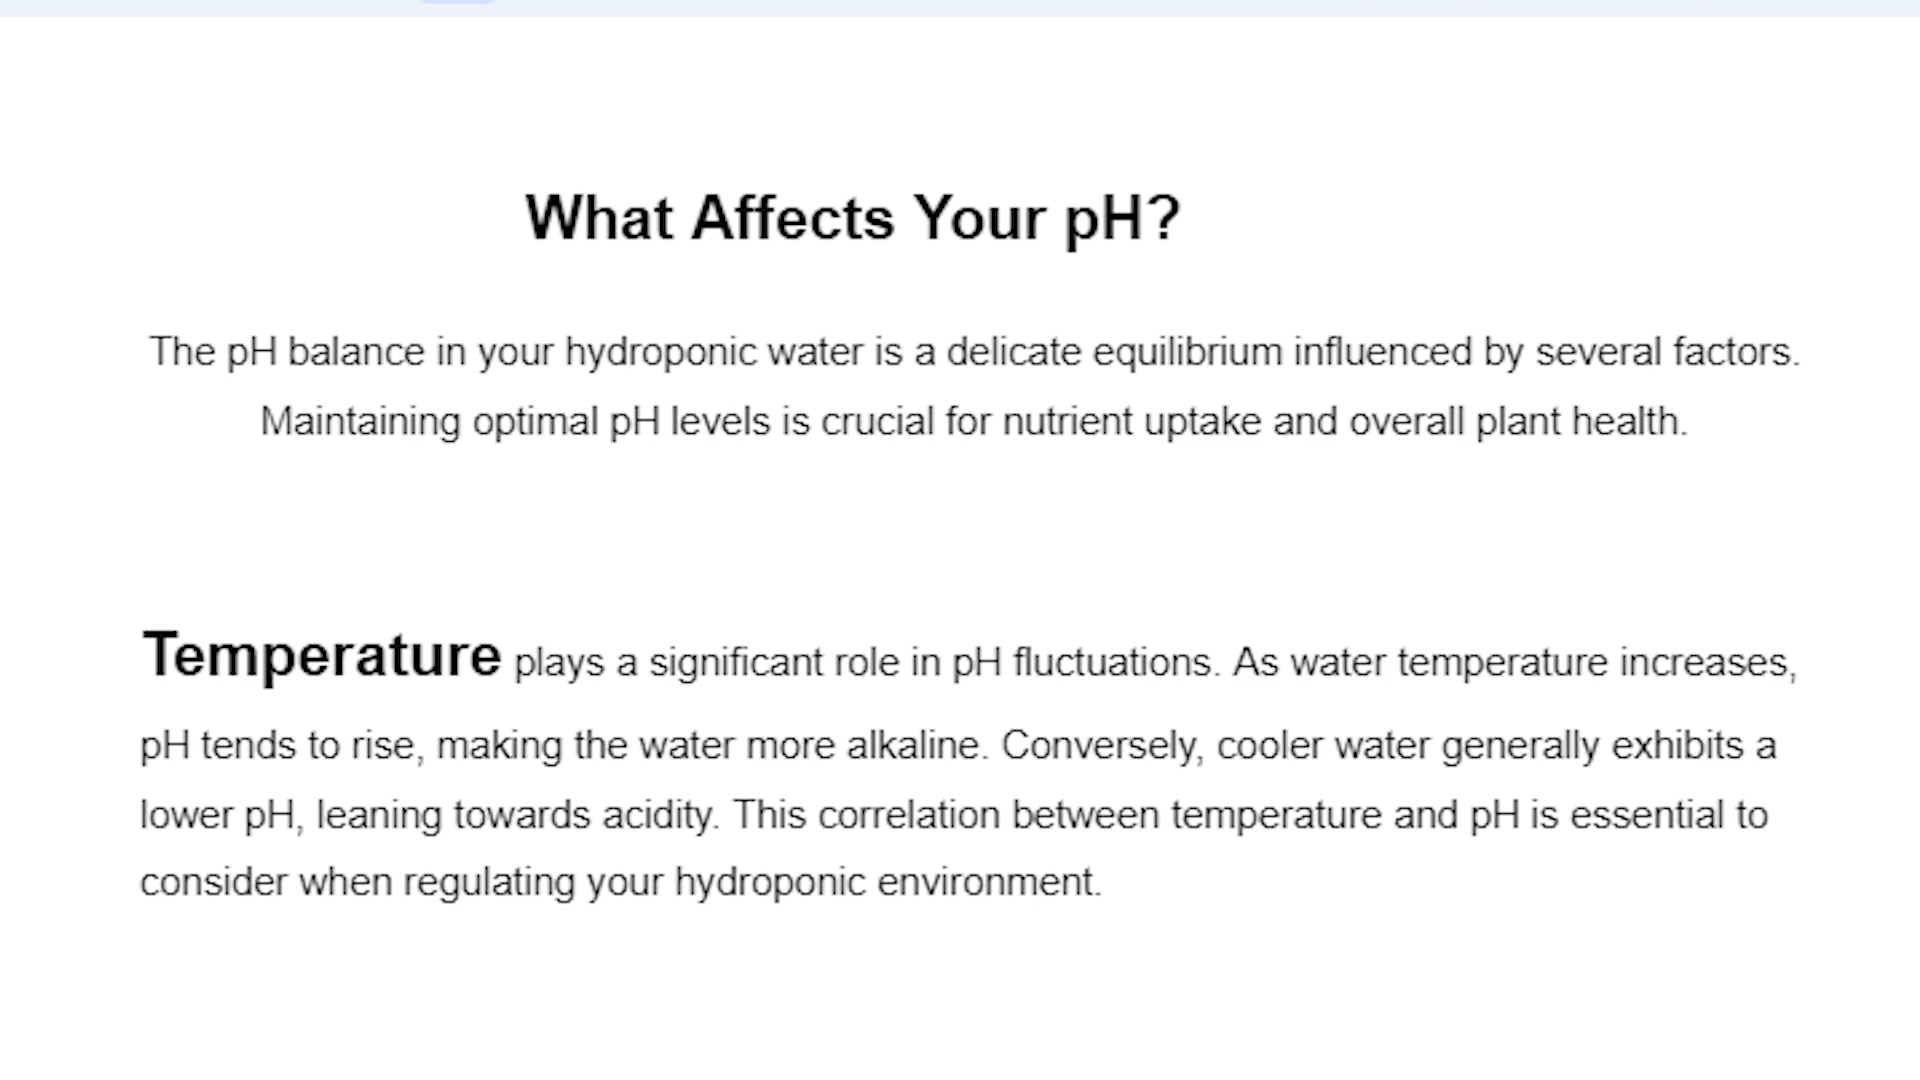 What Affects Your pH?
The pH balance in your hydroponic water is a delicate equilibrium influenced by several factors.
Maintaining optimal pH levels is crucial for nutrient uptake and overall plant health.
Temperature plays a significant role in pH fluctuations. As water temperature increases,
pH tends to rise, making the water more alkaline. Conversely, cooler water generally exhibits a
lower pH, leaning towards acidity. This correlation between temperature and pH is essential to
consider when regulating your hydroponic environment.